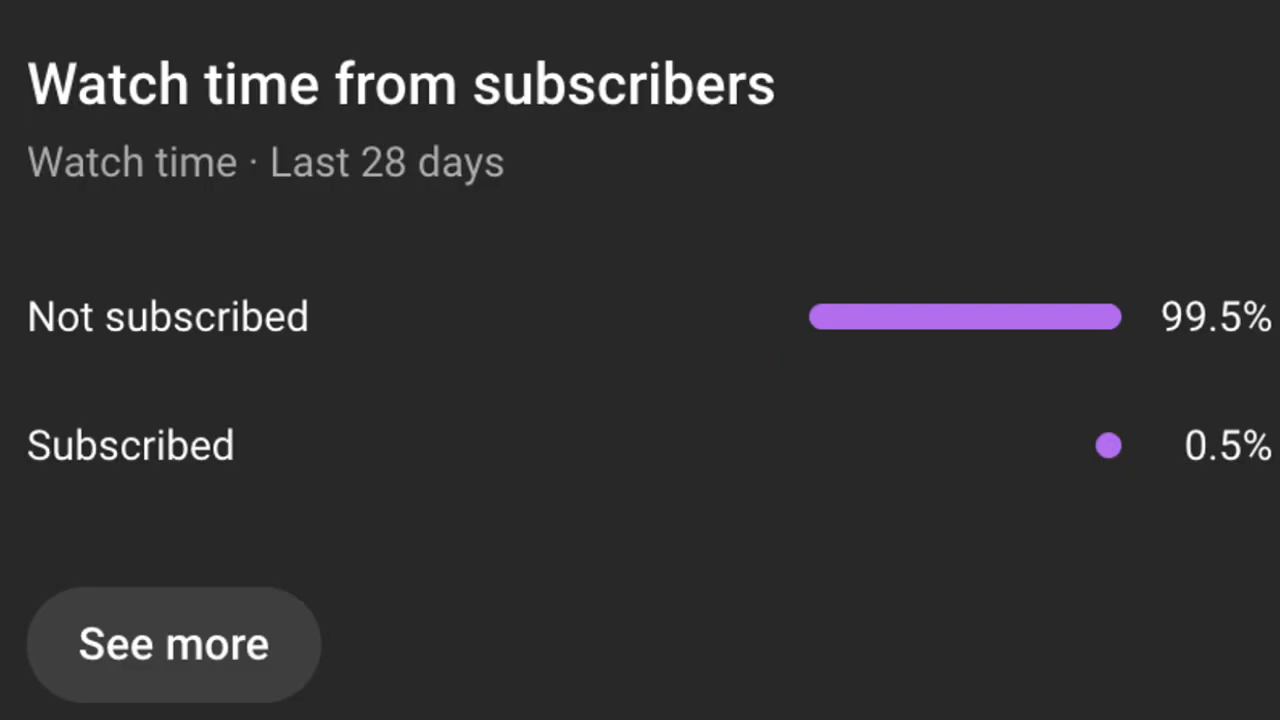 Watch time from subscribers
Watch time · Last 28 days
Not subscribed 99.5%
Subscribed 0.5%
See more